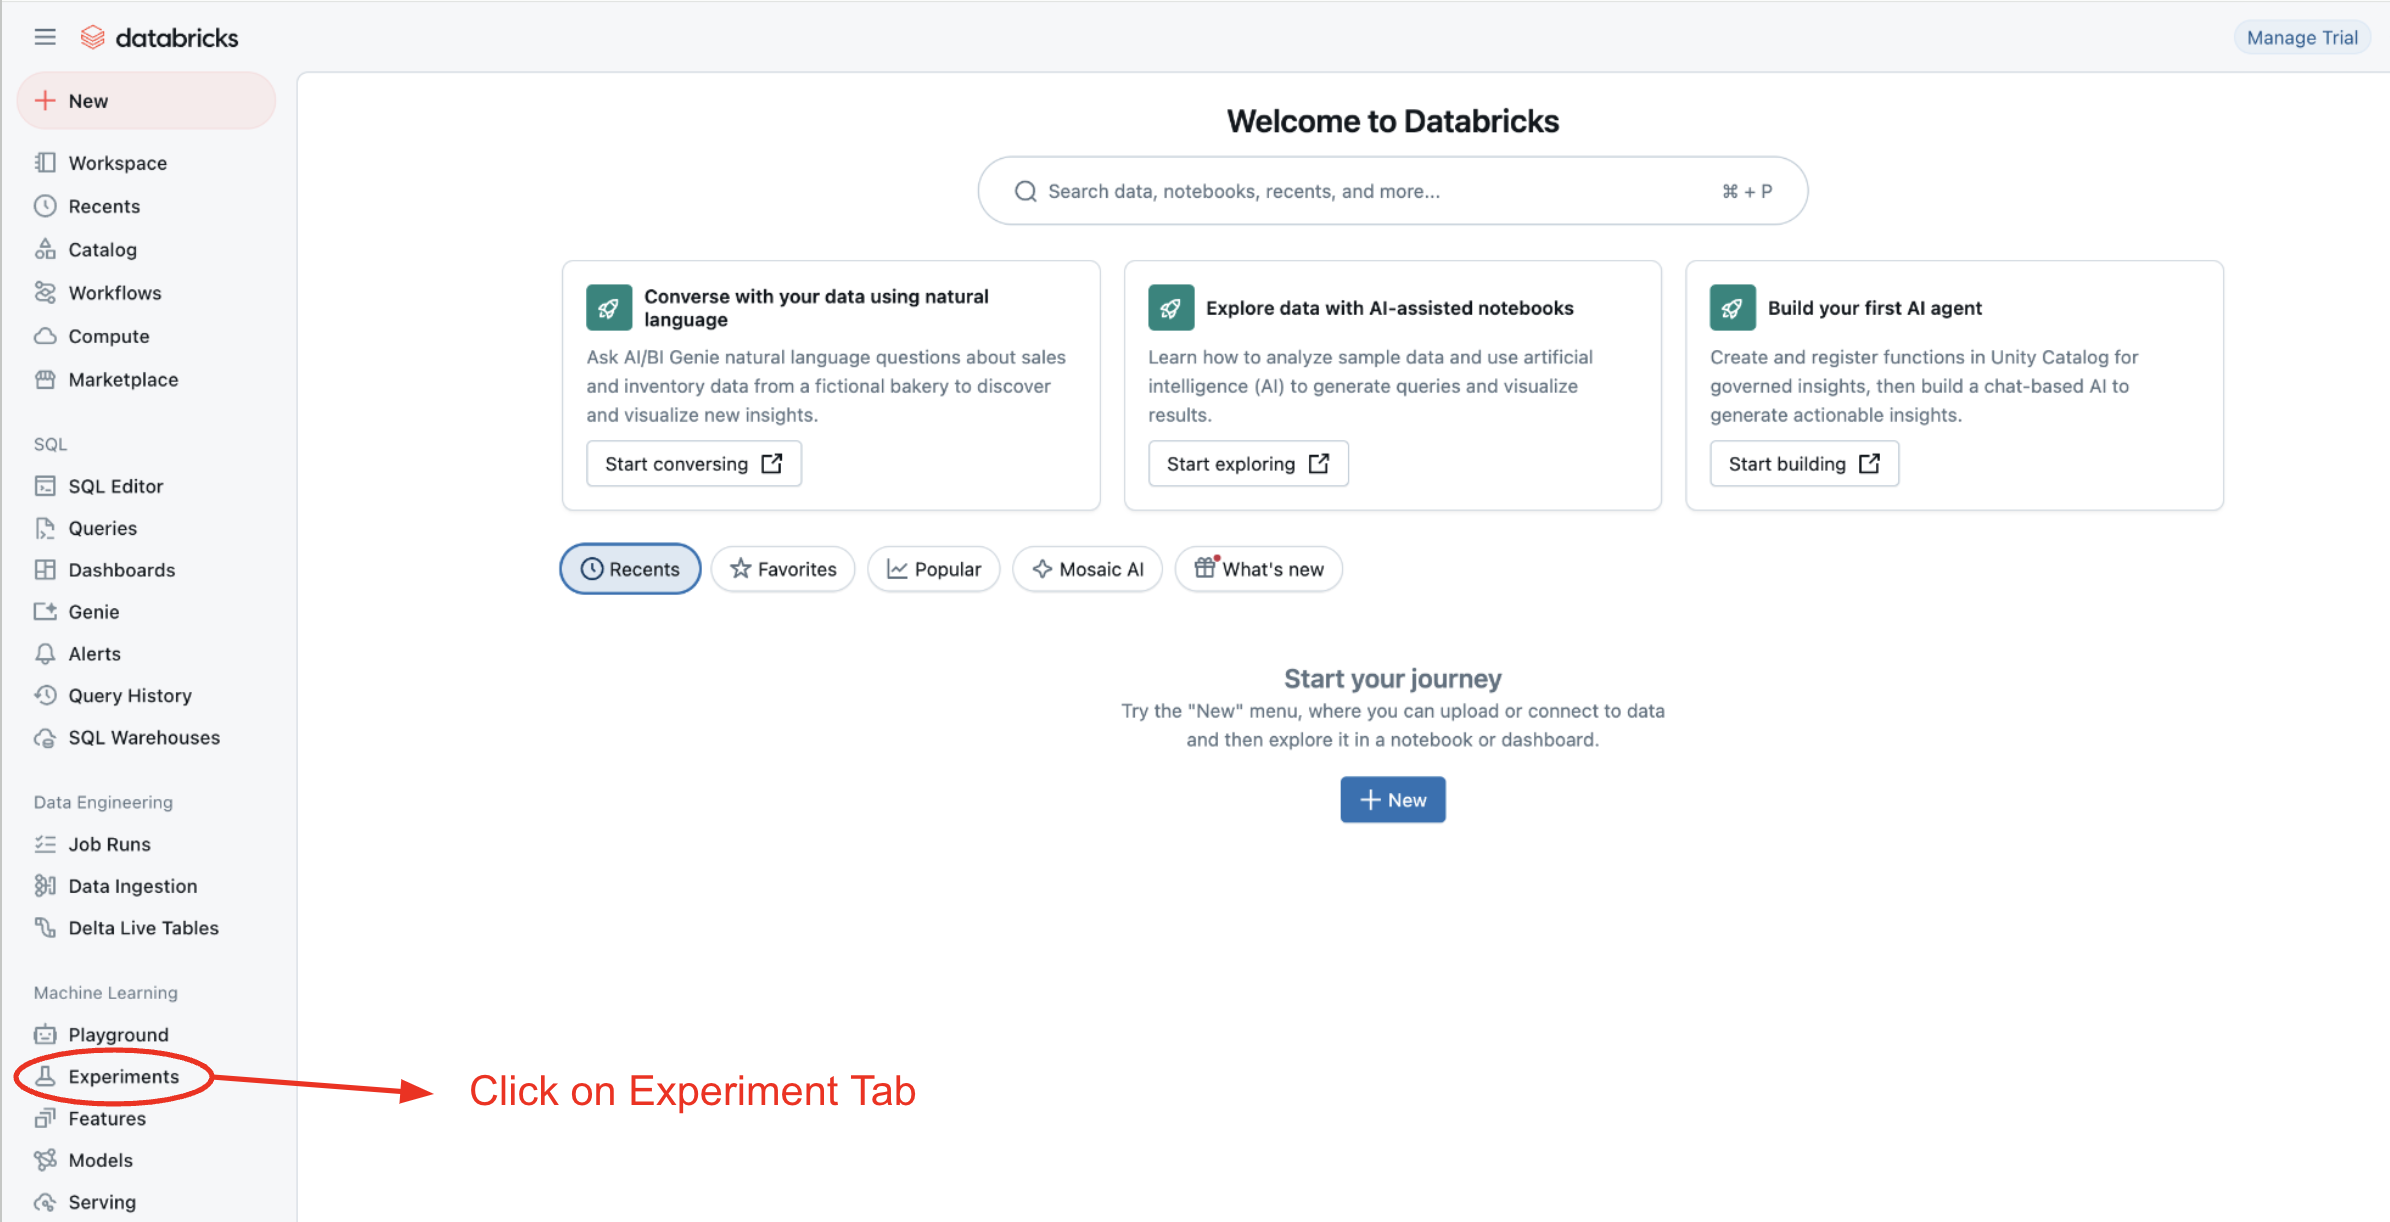 databricks
Manage Trial
New
Workspace
Recents
Catalog
Workflows
Compute
Marketplace
SQL
SQL Editor
Queries
Dashboards
Genie
Alerts
Query History
SQL Warehouses
Data Engineering
Job Runs
Data Ingestion
Delta Live Tables
Machine Learning
Playground
Experiments
Features
Models
Serving
Welcome to Databricks
Search data, notebooks, recents, and more...
⌘ + P
Converse with your data using natural
language
Ask AI/BI Genie natural language questions about sales
and inventory data from a fictional bakery to discover
and visualize new insights.
Start conversing
Explore data with AI-assisted notebooks
Learn how to analyze sample data and use artificial
intelligence (AI) to generate queries and visualize
results.
Start exploring
Build your first AI agent
Create and register functions in Unity Catalog for
governed insights, then build a chat-based AI to
generate actionable insights.
Start building
Recents
Favorites
Popular
Mosaic AI
What's new
Start your journey
Try the "New" menu, where you can upload or connect to data
and then explore it in a notebook or dashboard.
New
Click on Experiment Tab